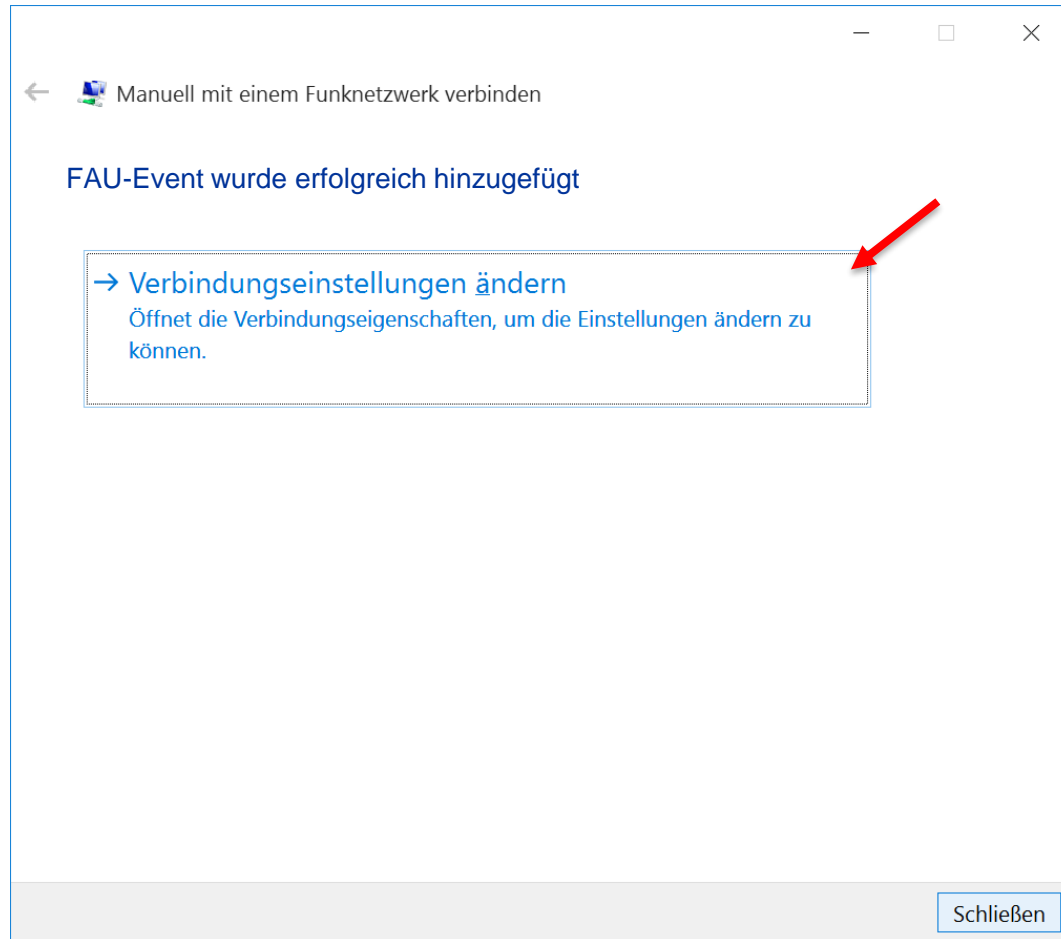 Manuell mit einem Funknetzwerk verbinden
FAU-Event wurde erfolgreich hinzugefügt
Verbindungseinstellungen ändern
Öffnet die Verbindungseigenschaften, um die Einstellungen ändern zu
können.
Schließen